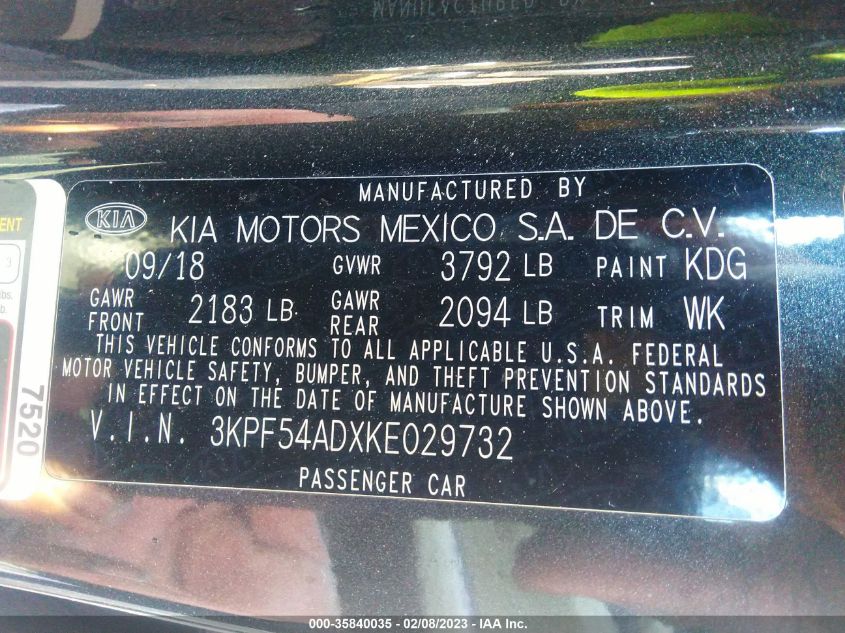 MANUFACTURED BY
KIA KIA MOTORS MEXICO S.A. DE C.V.
09/18 GVWR 3792 LB PAINT KDG
GAWR FRONT 2183 LB GAWR REAR 2094 LB TRIM WK
THIS VEHICLE CONFORMS TO ALL APPLICABLE U.S.A. FEDERAL
MOTOR VEHICLE SAFETY, BUMPER, AND THEFT PREVENTION STANDARDS
IN EFFECT ON THE DATE OF MANUFACTURE SHOWN ABOVE.
V.I.N. 3KPF54ADXKE029732
PASSENGER CAR
7520
3
000-35840035 - 02/08/2023 - IAA Inc.